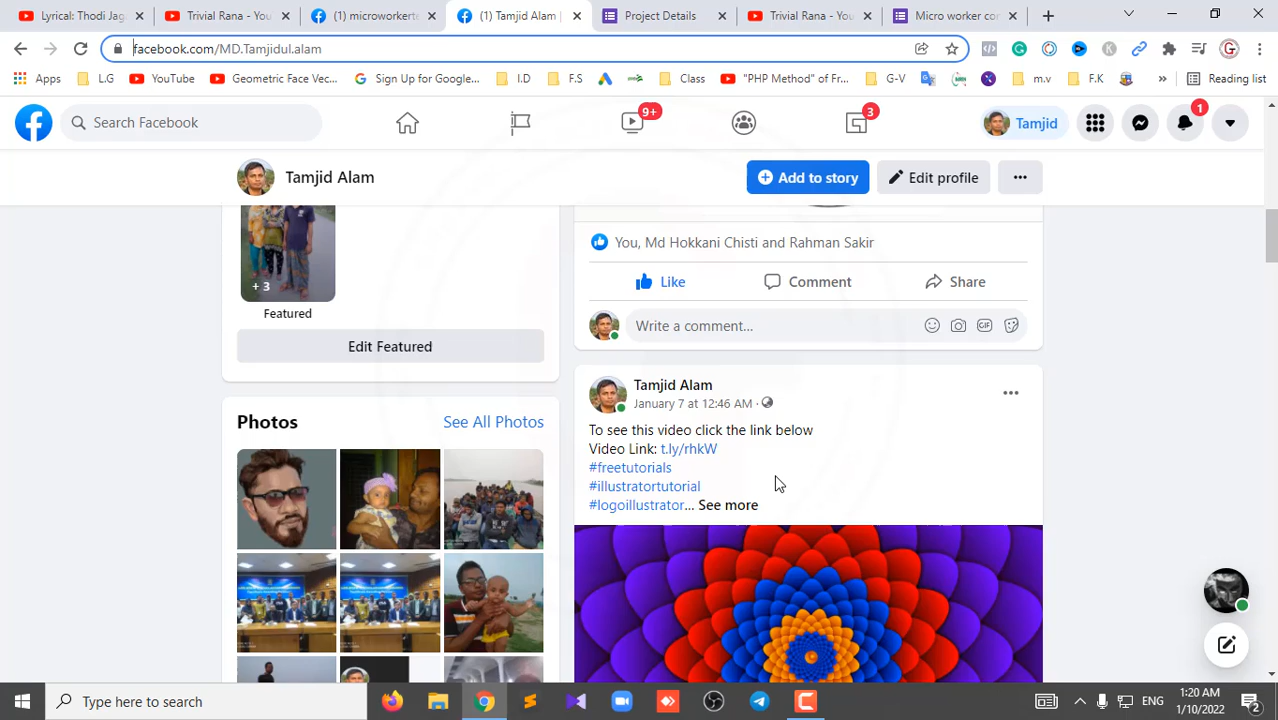 Lyrical: Thodi Jag
Trivial Rana - You
(1) microworkerte
(1) Tamjid Alam |
Project Details
Trivial Rana - You
Micro worker cor
facebook.com/MD.Tamjidul.alam
Apps
L.G
YouTube
Geometric Face Vec...
Sign Up for Google...
I.D
F.S
Class
"PHP Method" of Fr...
G-V
m.v
F.K
»
Reading list
Search Facebook
9+
3
Tamjid
1
Tamjid Alam
Add to story
Edit profile
+ 3
Featured
Edit Featured
Photos
See All Photos
You, Md Hokkani Chisti and Rahman Sakir
Like
Comment
Share
Write a comment...
GIF
Tamjid Alam
January 7 at 12:46 AM ·
To see this video click the link below
Video Link: t.ly/rhkW
#freetutorials
#illustratortutorial
#logoillustrator... See more
Type here to search
ENG
1:20 AM
1/10/2022
2